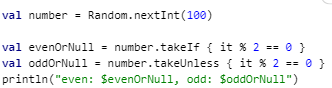 val number = Random.nextInt(100)
val evenOrNull = number.takeIf { it % 2 == 0 }
val oddOrNull = number.takeUnless { it % 2 == 0 }
println("even: $evenOrNull, odd: $oddOrNull")